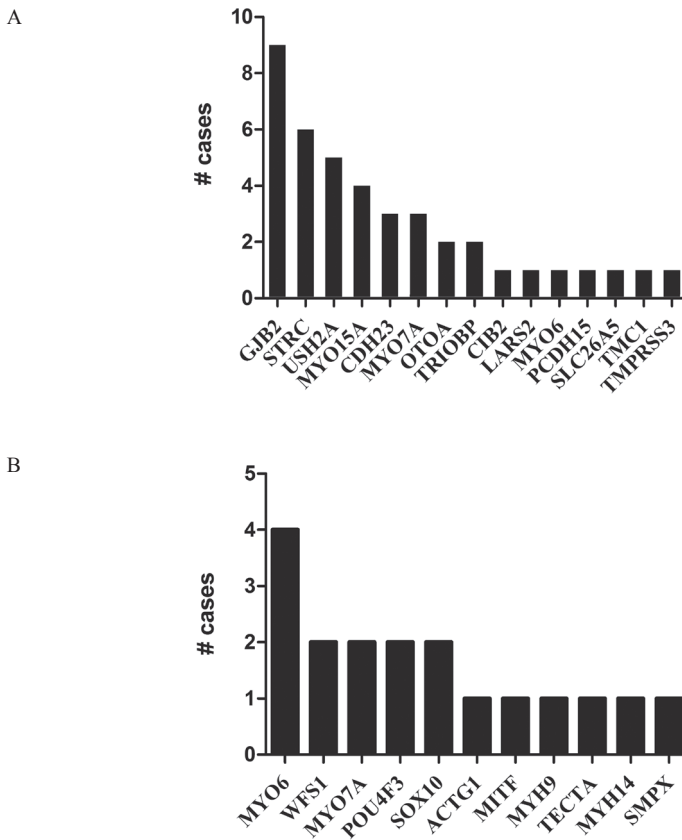 A
# cases
10
8
6
4
2
0
GJB2
STRC
USH2A
MYO15A
CDH23
MYO7A
OTOA
TRIOBP
CIB2
LARS2
MYO6
PCDH15
SLC26A5
TMC1
TMPRSS3
B
# cases
5
4
3
2
1
0
MYO6
WFS1
MYO7A
POU4F3
SOX10
ACTG1
MITF
MYH9
TECTA
MYH14
SMPX